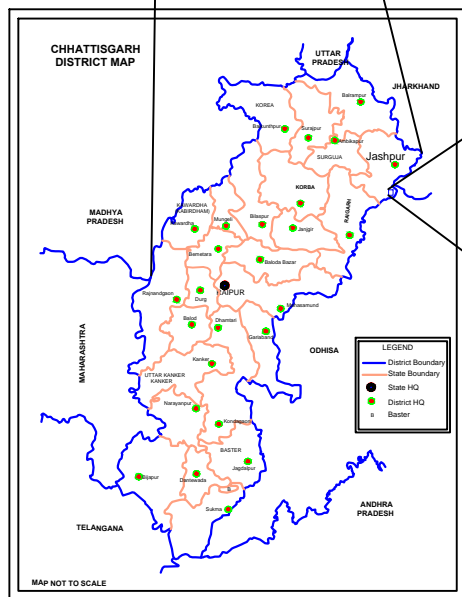 CHHATTISGARH
DISTRICT MAP
UTTAR
PRADESH
JHARKHAND
Balrampur
KOREA
Baikunthpur
Surajpur
Ambikapur
SURGUJA
Jashpur
KORBA
RAIGARH
KAWARDHA
(KABIRDHAM)
Kawardha
Mungeli
Bilaspur
Janjgir
MADHYA
PRADESH
Bemetara
Baloda Bazar
Rajnandgaon
Durg
RAIPUR
Mahasamund
Balod
Dhamtari
Gariaband
MAHARASHTRA
ODHISA
Kanker
UTTAR KANKER
KANKER
Narayanpur
Kondagaon
BASTER
Jagdalpur
Bijapur
Dantewada
B
Sukma
TELANGANA
ANDHRA
PRADESH
LEGEND
District Boundary
State Boundary
State HQ
District HQ
B Baster
MAP NOT TO SCALE